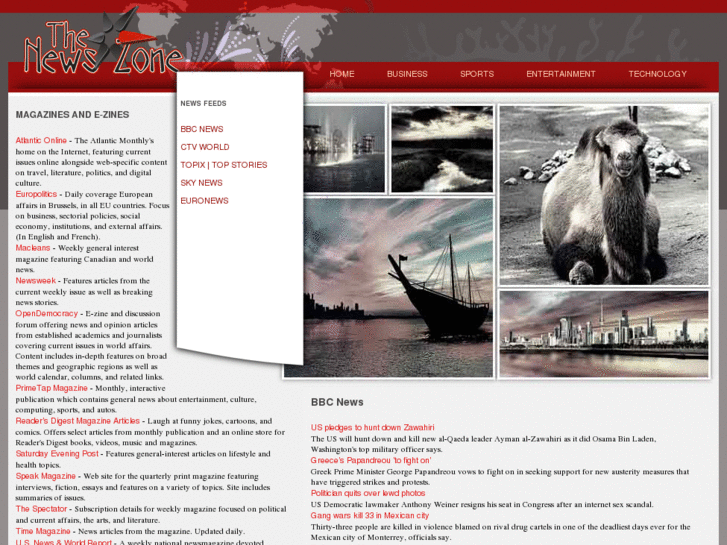 The
News Zone
HOME BUSINESS SPORTS ENTERTAINMENT TECHNOLOGY
MAGAZINES AND E-ZINES
Atlantic Online - The Atlantic Monthly's
home on the Internet, featuring current
issues online alongside web-specific content
on travel, literature, politics, and digital
culture.
Europolitics - Daily coverage European
affairs in Brussels, in all EU countries. Focus
on business, sectorial policies, social
economy, institutions, and external affairs.
(In English and French).
Macleans - Weekly general interest
magazine featuring Canadian and world
news.
Newsweek - Features articles from the
current weekly issue as well as breaking
news stories.
OpenDemocracy - E-zine and discussion
forum offering news and opinion articles
from established academics and journalists
covering current issues in world affairs.
Content includes in-depth features on broad
themes and geographic regions as well as
world calendar, columns, and related links.
PrimeTap Magazine - Monthly, interactive
publication which contains general news about entertainment, culture,
computing, sports, and autos.
Reader's Digest Magazine Articles - Laugh at funny jokes, cartoons, and
comics. Offers select articles from monthly publication and an online store for
Reader's Digest books, videos, music and magazines.
Saturday Evening Post - Features general-interest articles on lifestyle and
health topics.
Speak Magazine - Web site for the quarterly print magazine featuring
interviews, fiction, essays and features on a variety of topics. Site includes
summaries of issues.
The Spectator - Subscription details for weekly magazine focused on political
and current affairs, the arts, and literature.
Time Magazine - News articles from the magazine. Updated daily.
U.S. News & World Report - A weekly national newsmagazine devoted
NEWS FEEDS
BBC NEWS
CTV WORLD
TOPIX | TOP STORIES
SKY NEWS
EURONEWS
BBC News
US pledges to hunt down Zawahiri
The US will hunt down and kill new al-Qaeda leader Ayman al-Zawahiri as it did Osama Bin Laden,
Washington's top military officer says.
Greece's Papandreou 'to fight on'
Greek Prime Minister George Papandreou vows to fight on in seeking support for new austerity measures that
have triggered strikes and protests.
Politician quits over lewd photos
US Democratic lawmaker Anthony Weiner resigns his seat in Congress after an internet sex scandal.
Gang wars kill 33 in Mexican city
Thirty-three people are killed in violence blamed on rival drug cartels in one of the deadliest days ever for the
Mexican city of Monterrey, officials say.